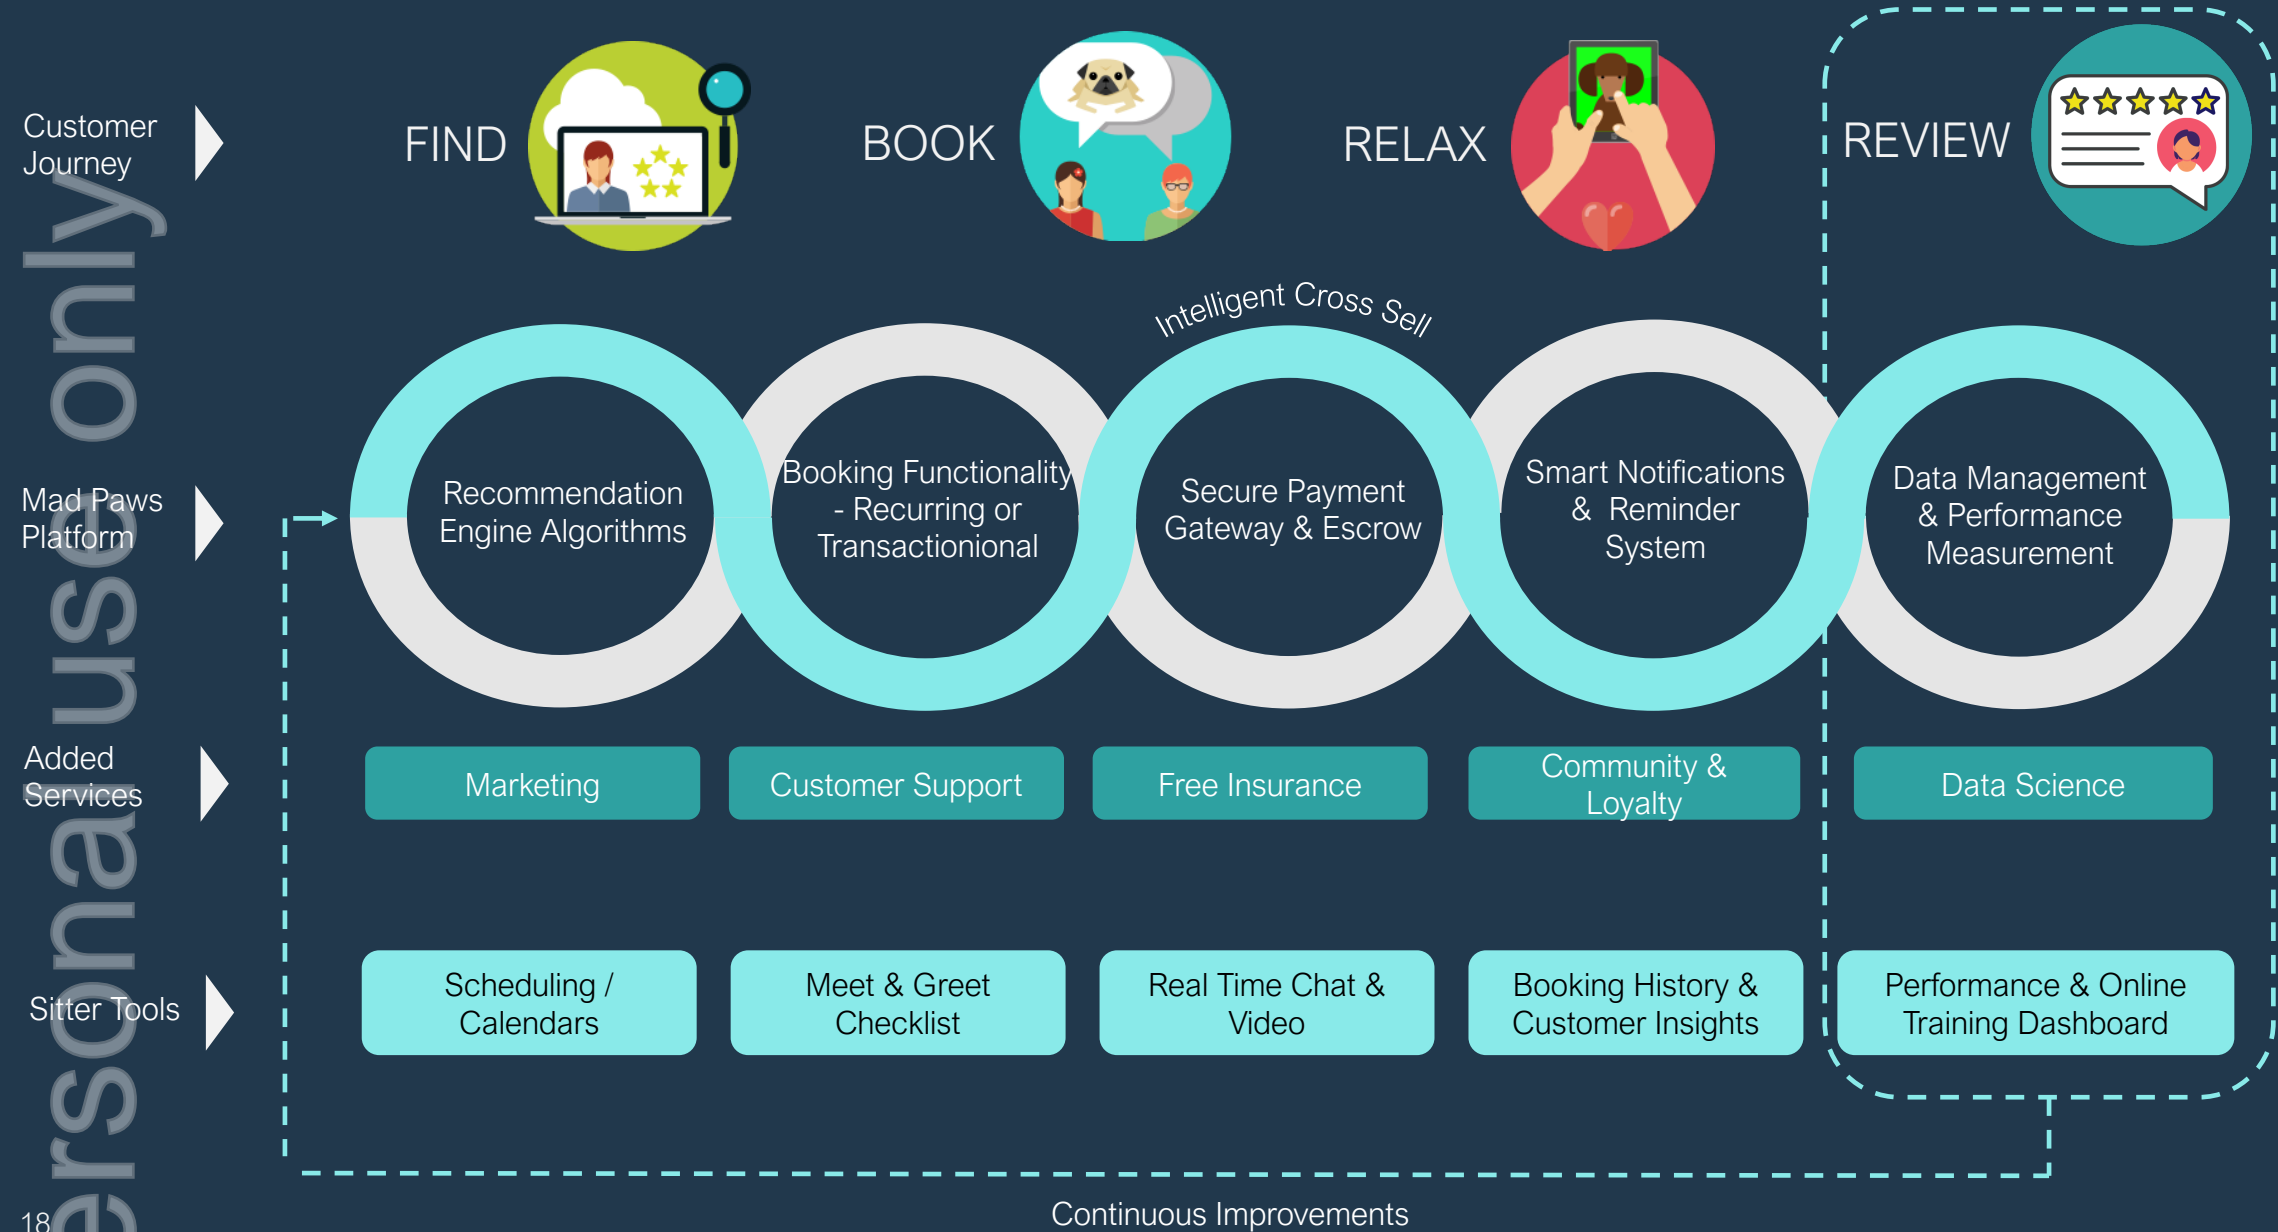 Customer
Journey
FIND
BOOK
RELAX
REVIEW
Intelligent Cross Sell
Mad Paws
Platform
Recommendation
Engine Algorithms
Booking Functionality
- Recurring or
Transactionional
Secure Payment
Gateway & Escrow
Smart Notifications
& Reminder
System
Data Management
& Performance
Measurement
Added
Services
Marketing
Customer Support
Free Insurance
Community &
Loyalty
Data Science
Sitter Tools
Scheduling /
Calendars
Meet & Greet
Checklist
Real Time Chat &
Video
Booking History &
Customer Insights
Performance & Online
Training Dashboard
Continuous Improvements
18
ersonal use only